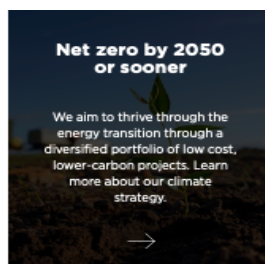 Net zero by 2050
or sooner
We aim to thrive through the
energy transition through a
diversified portfolio of low cost,
lower-carbon projects. Learn
more about our climate
strategy.